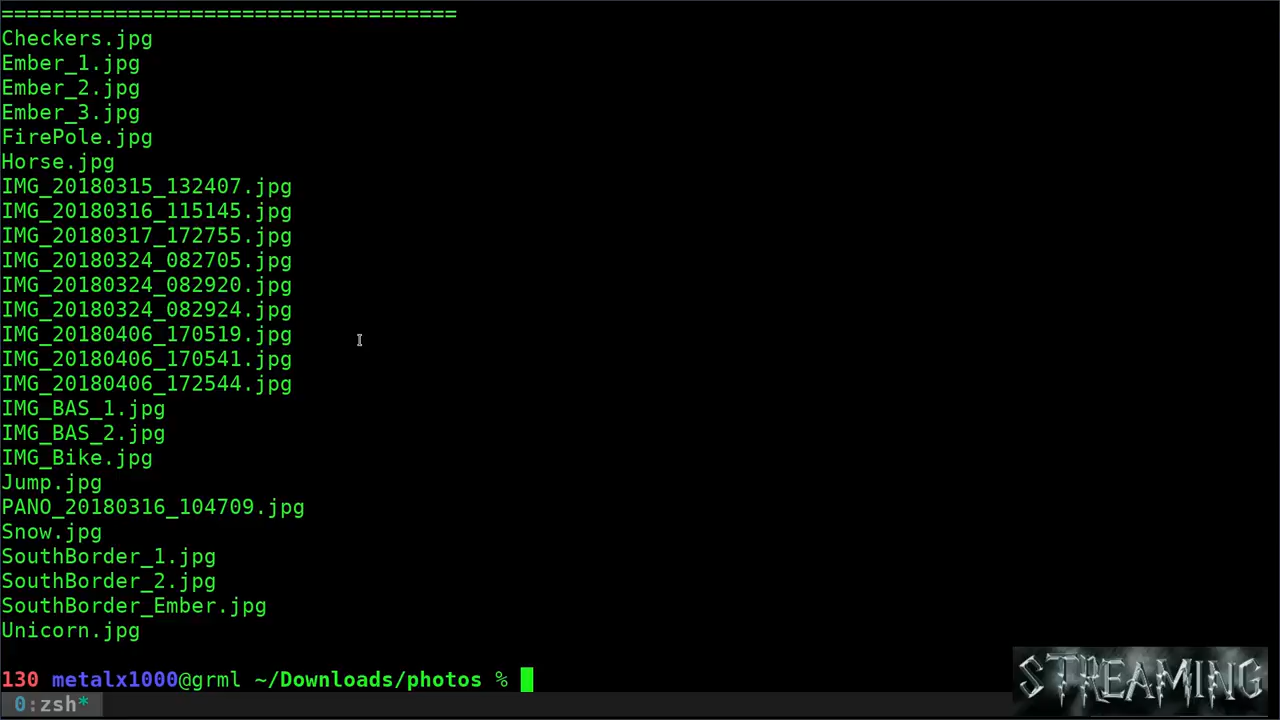 ====================================
Checkers.jpg
Ember_1.jpg
Ember_2.jpg
Ember_3.jpg
FirePole.jpg
Horse.jpg
IMG_20180315_132407.jpg
IMG_20180316_115145.jpg
IMG_20180317_172755.jpg
IMG_20180324_082705.jpg
IMG_20180324_082920.jpg
IMG_20180324_082924.jpg
IMG_20180406_170519.jpg
IMG_20180406_170541.jpg
IMG_20180406_172544.jpg
IMG_BAS_1.jpg
IMG_BAS_2.jpg
IMG_Bike.jpg
Jump.jpg
PANO_20180316_104709.jpg
Snow.jpg
SouthBorder_1.jpg
SouthBorder_2.jpg
SouthBorder_Ember.jpg
Unicorn.jpg
130 metalx1000@grml ~/Downloads/photos %
STREAMING
0:zsh*